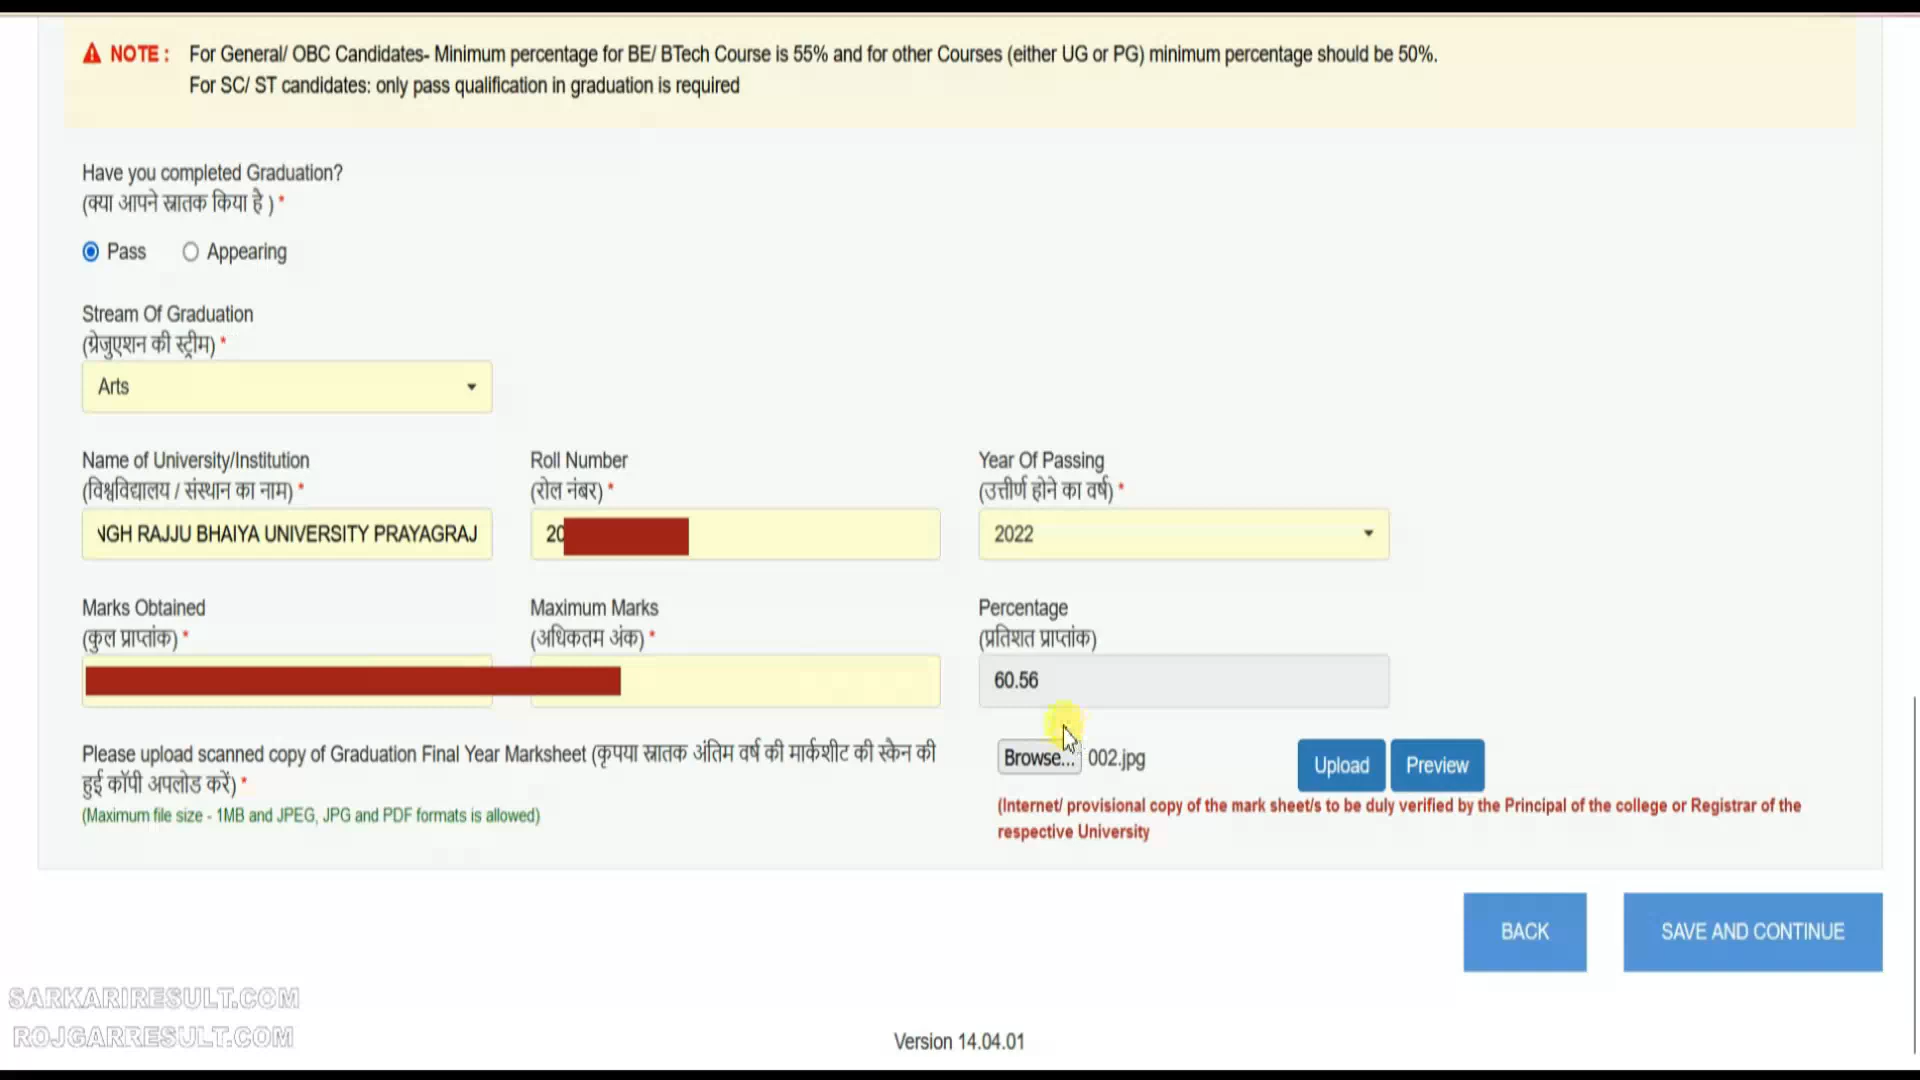 NOTE : For General/ OBC Candidates- Minimum percentage for BE/ BTech Course is 55% and for other Courses (either UG or PG) minimum percentage should be 50%.
For SC/ ST candidates: only pass qualification in graduation is required
Have you completed Graduation?
(क्या आपने स्नातक किया है ) *
Pass Appearing
Stream Of Graduation
(ग्रेजुएशन की स्ट्रीम) *
Arts
Name of University/Institution Roll Number Year Of Passing
(विश्वविद्यालय / संस्थान का नाम) * (रोल नंबर) * (उत्तीर्ण होने का वर्ष) *
NGH RAJJU BHAIYA UNIVERSITY PRAYAGRAJ 20 2022
Marks Obtained Maximum Marks Percentage
(कुल प्राप्तांक) * (अधिकतम अंक) * (प्रतिशत प्राप्तांक)
60.56
Please upload scanned copy of Graduation Final Year Marksheet (कृपया स्नातक अंतिम वर्ष की मार्कशीट की स्कैन की
हुई कॉपी अपलोड करें) *
(Maximum file size - 1MB and JPEG, JPG and PDF formats is allowed)
Browse... 002.jpg Upload Preview
(Internet/ provisional copy of the mark sheet/s to be duly verified by the Principal of the college or Registrar of the
respective University
BACK SAVE AND CONTINUE
SARKARIRESULT.COM
ROJGARRESULT.COM
Version 14.04.01